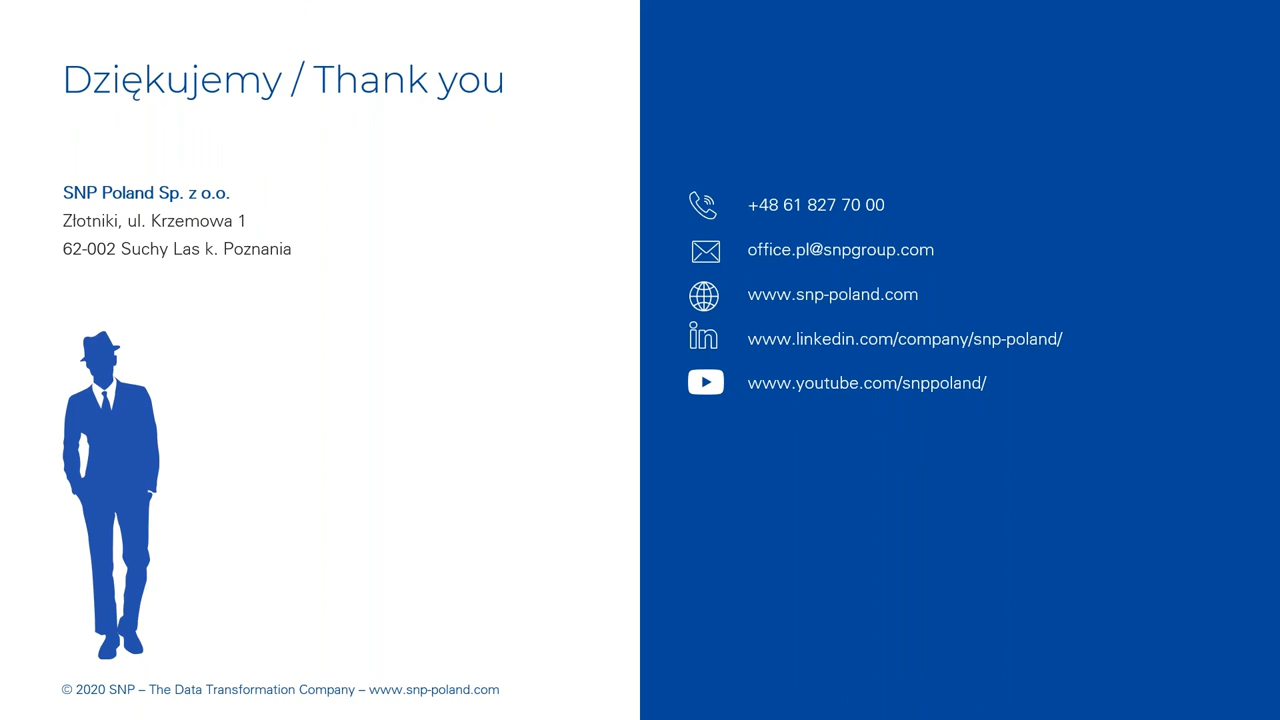 Dziękujemy / Thank you
SNP Poland Sp. z o.o.
Złotniki, ul. Krzemowa 1
62-002 Suchy Las k. Poznania
+48 61 827 70 00
office.pl@snpgroup.com
www.snp-poland.com
in
www.linkedin.com/company/snp-poland/
www.youtube.com/snppoland/
© 2020 SNP – The Data Transformation Company – www.snp-poland.com